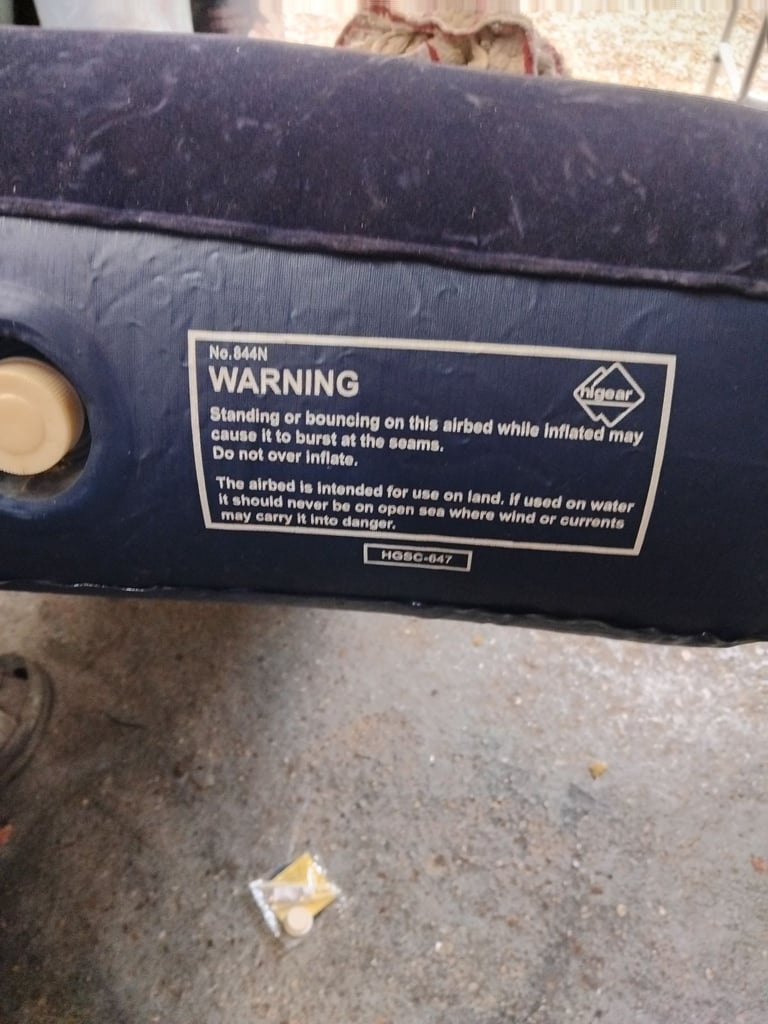 No.844N
WARNING
higear
Standing or bouncing on this airbed while inflated may
cause it to burst at the seams.
Do not over inflate.
The airbed is intended for use on land. If used on water
it should never be on open sea where wind or currents
may carry it into danger.
HGSC-647